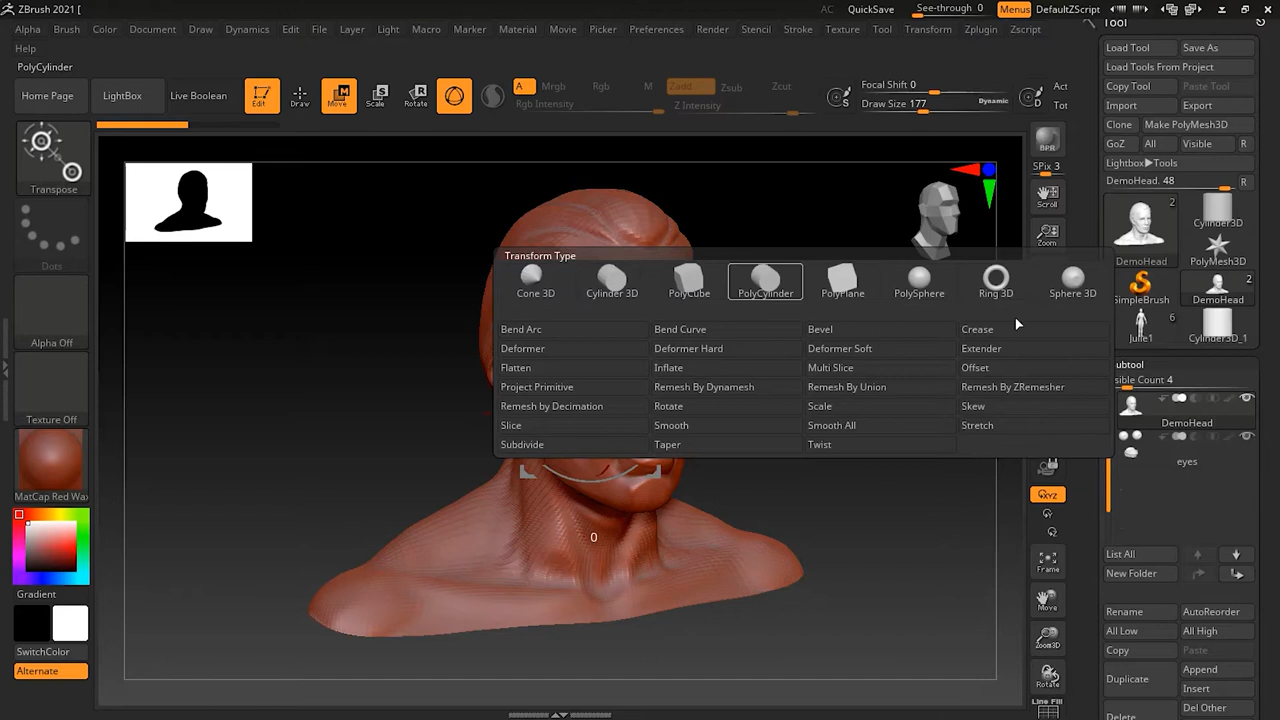 ZBrush 2021 [
AC QuickSave See-through 0 Menus DefaultZScript
Alpha Brush Color Document Draw Dynamics Edit File Layer Light Macro Marker Material Movie Picker Preferences Render Stencil Stroke Texture Tool Transform Zplugin Zscript
Help
PolyCylinder
Home Page LightBox Live Boolean Edit Draw Move Scale Rotate
A Mrgb Rgb M Zadd Zsub Zcut
Rgb Intensity Z Intensity
Focal Shift 0
Draw Size 177 Dynamic
Act
Tot
Transpose
Dots
Alpha Off
Texture Off
MatCap Red Wax
Gradient
SwitchColor
Alternate
Transform Type
Cone 3D Cylinder 3D PolyCube PolyCylinder PolyPlane PolySphere Ring 3D Sphere 3D
Bend Arc Bend Curve Bevel Crease
Deformer Deformer Hard Deformer Soft Extender
Flatten Inflate Multi Slice Offset
Project Primitive Remesh By Dynamesh Remesh By Union Remesh By ZRemesher
Remesh by Decimation Rotate Scale Skew
Slice Smooth Smooth All Stretch
Subdivide Taper Twist
0
BPR
SPix 3
Scroll
Zoom
XYZ
Frame
Move
Zoom3D
Rotate
Line Fill
Tool
Load Tool Save As
Load Tools From Project
Copy Tool Paste Tool
Import Export
Clone Make PolyMesh3D
GoZ All Visible R
Lightbox▶Tools
DemoHead. 48 R
2
DemoHead Cylinder3D
PolyMesh3D
2
SimpleBrush DemoHead
6
Julie1 Cylinder3D_1
ubtool
isible Count 4
DemoHead
eyes
List All
New Folder
Rename AutoReorder
All Low All High
Copy Paste
Duplicate Append
Insert
Delete Del Other